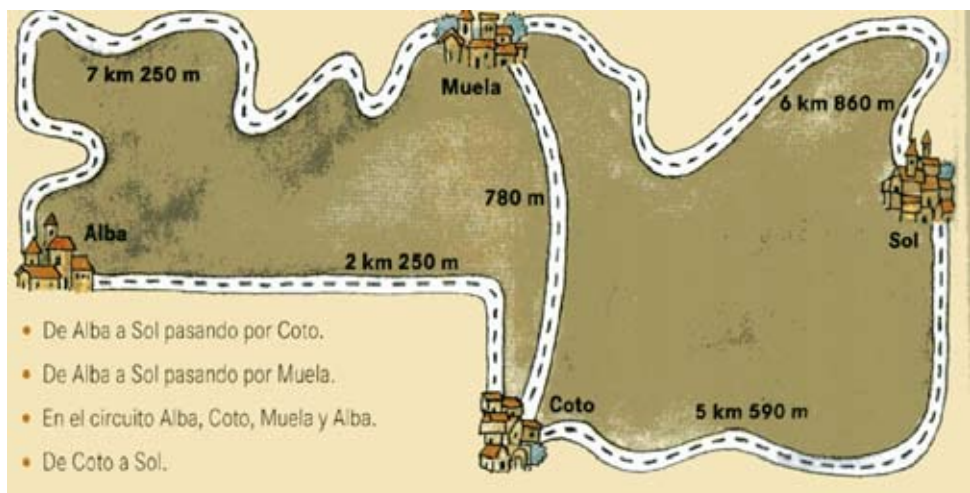 7 km 250 m
Muela
6 km 860 m
780 m
Alba
Sol
2 km 250 m
• De Alba a Sol pasando por Coto.
• De Alba a Sol pasando por Muela.
• En el circuito Alba, Coto, Muela y Alba.
• De Coto a Sol.
Coto
5 km 590 m